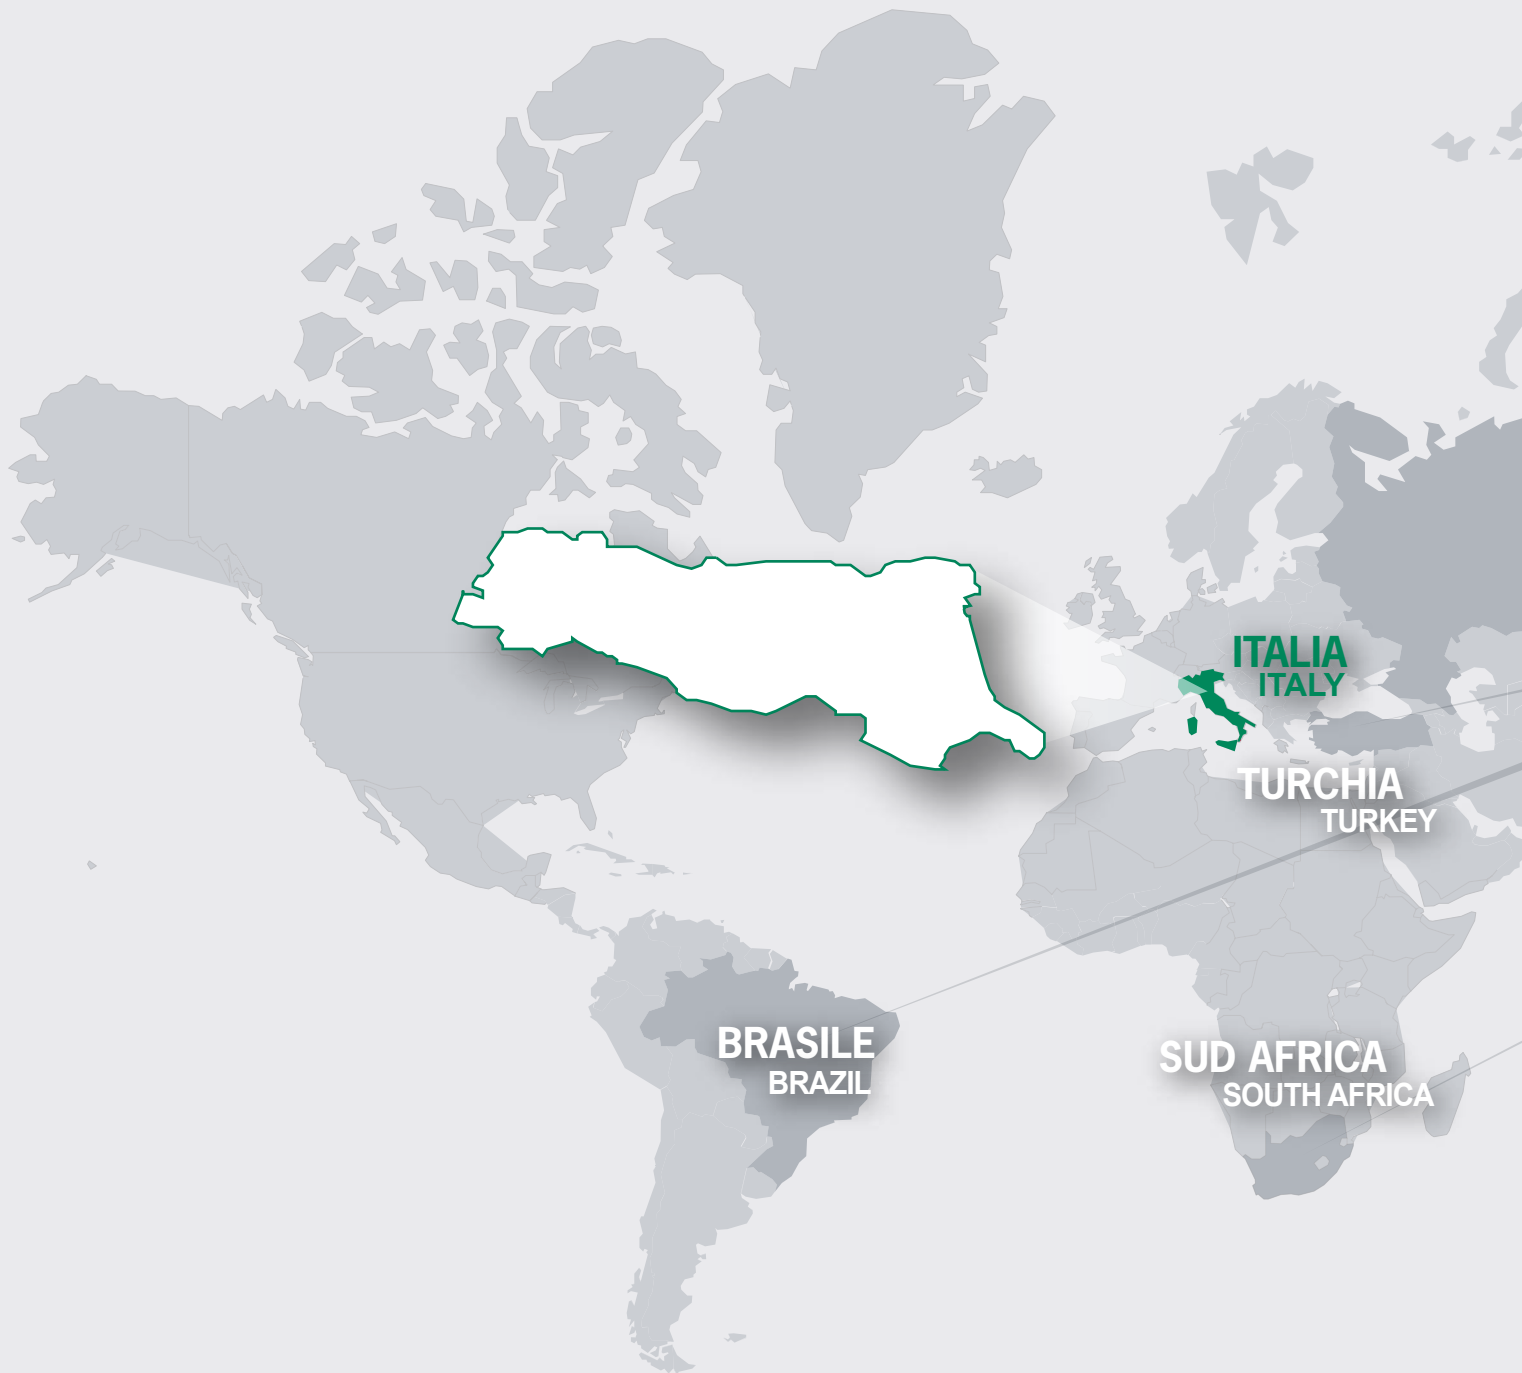 ITALIA
ITALY
TURCHIA
TURKEY
BRASILE
BRAZIL
SUD AFRICA
SOUTH AFRICA